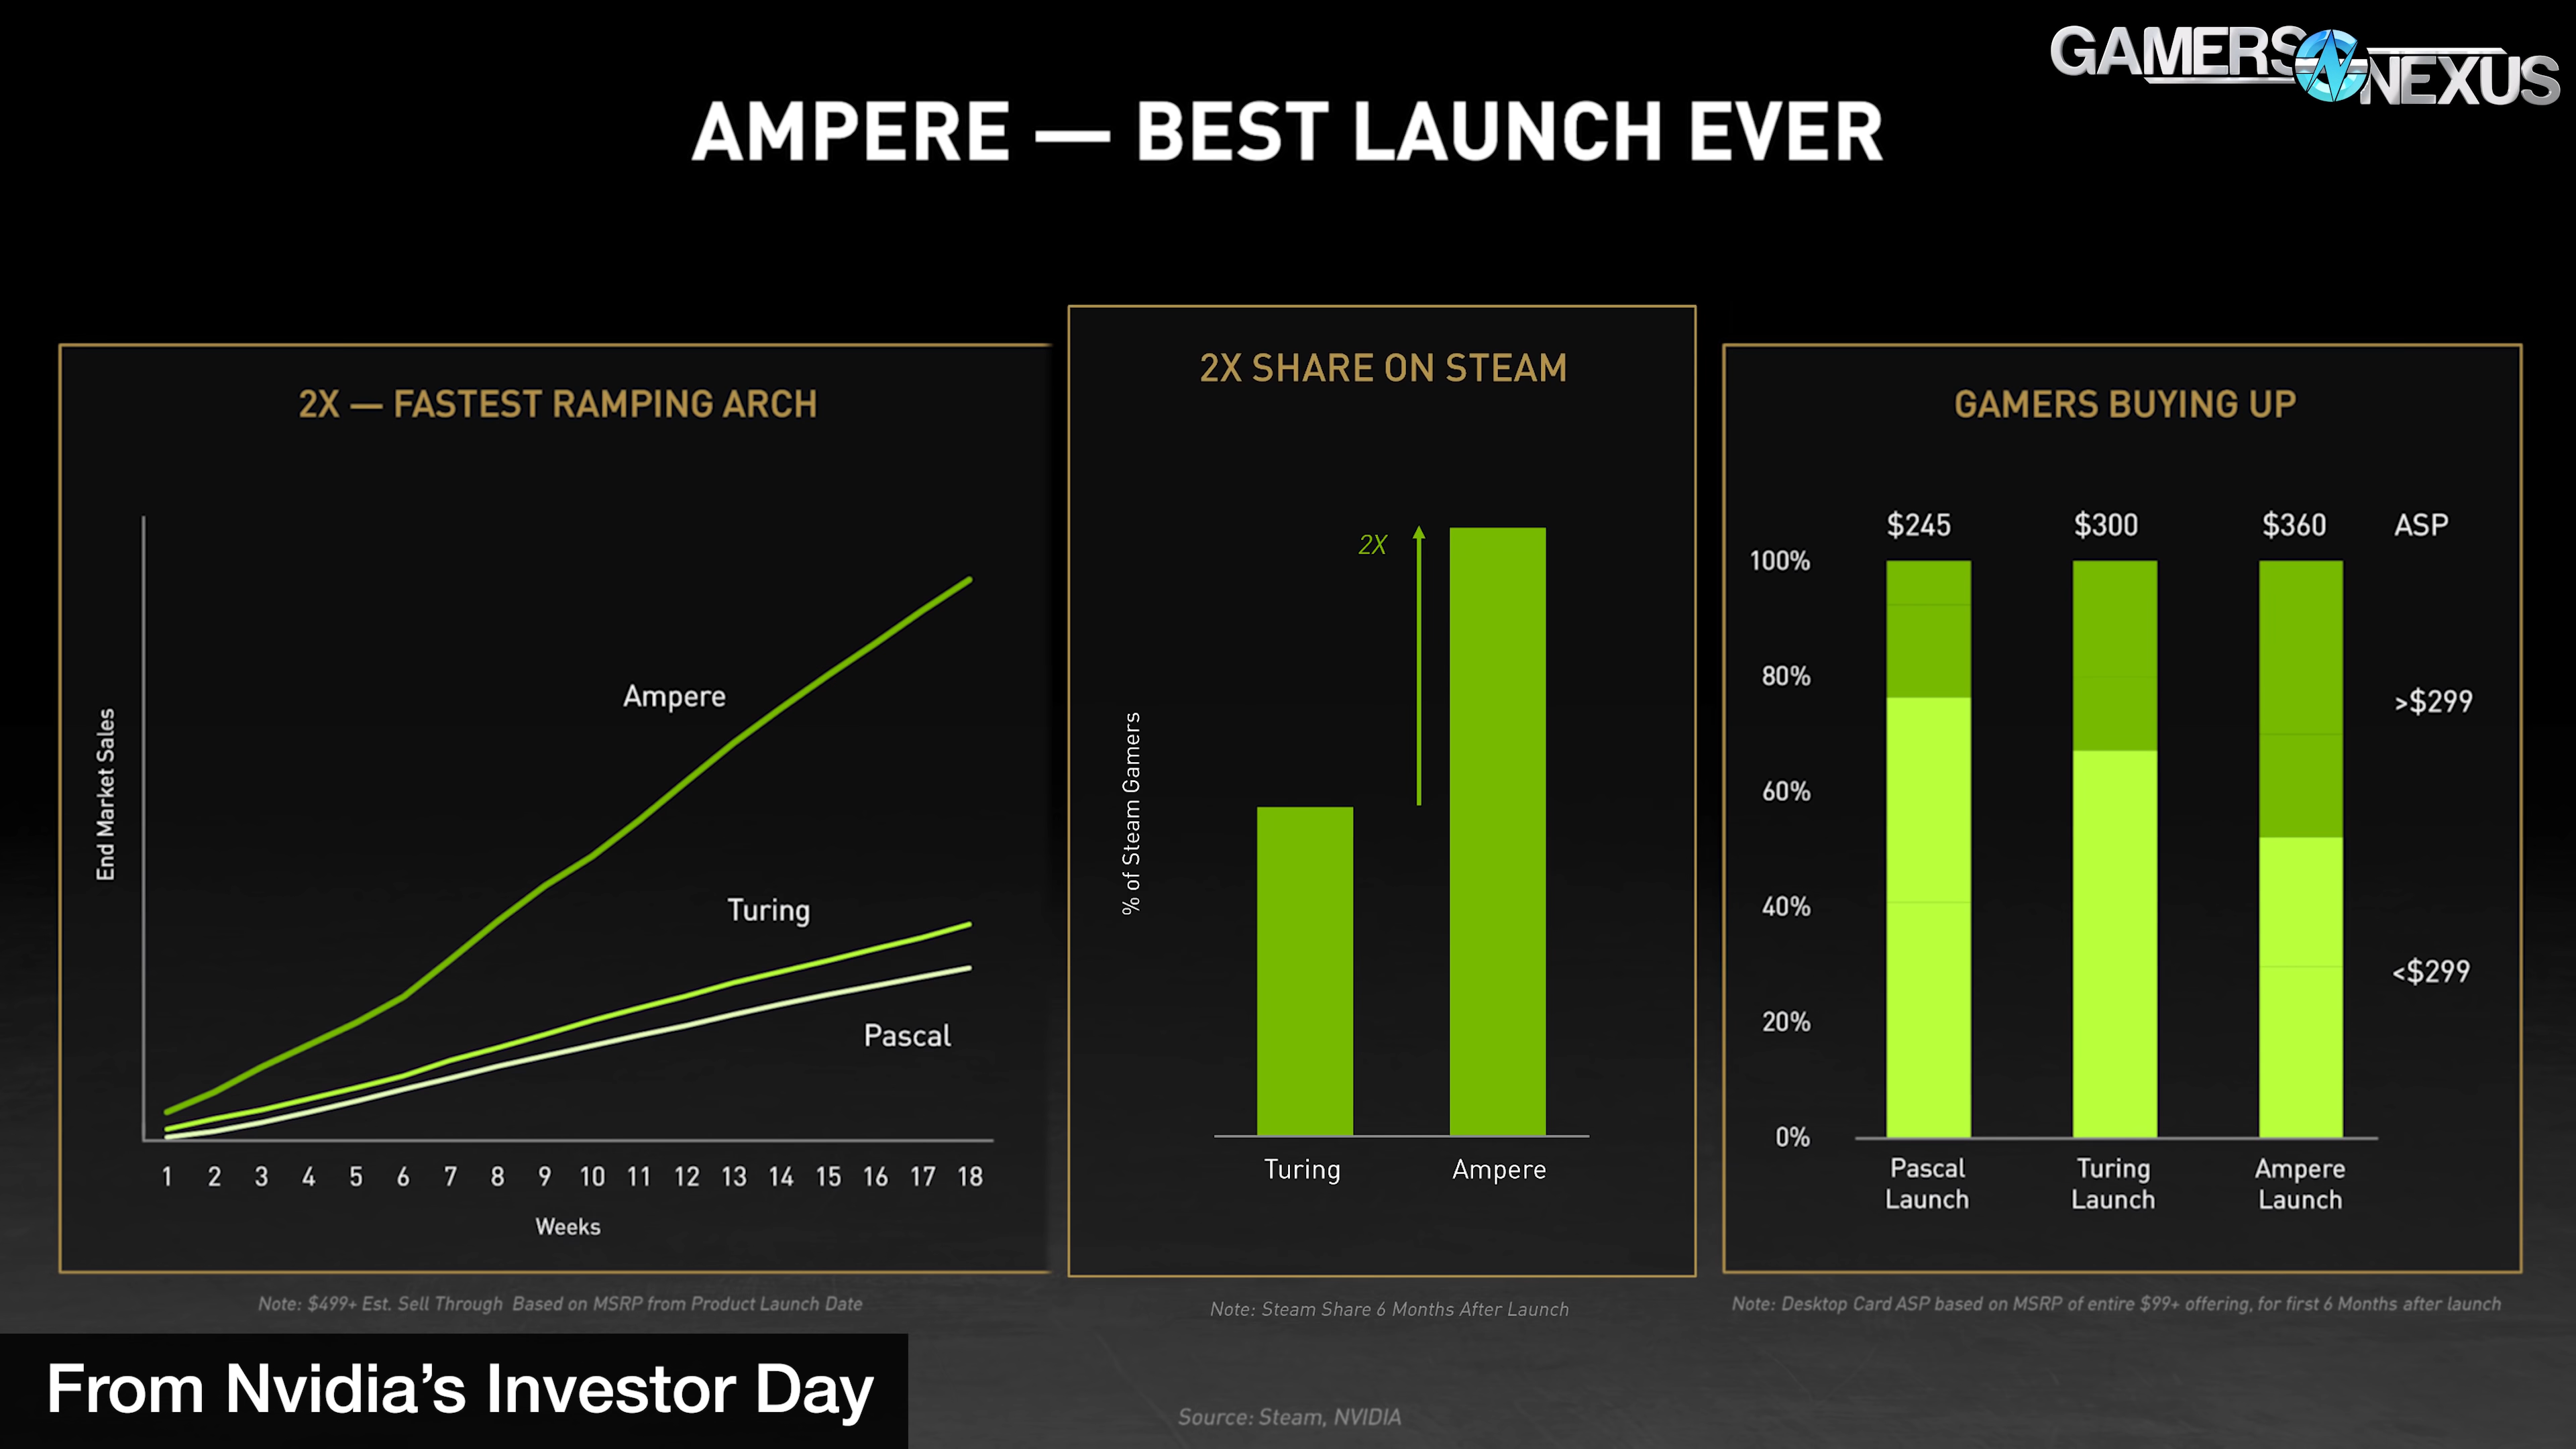 GAMERS NEXUS
AMPERE — BEST LAUNCH EVER
2X — FASTEST RAMPING ARCH
End Market Sales
Ampere
Turing
Pascal
1 2 3 4 5 6 7 8 9 10 11 12 13 14 15 16 17 18
Weeks
Note: $499+ Est. Sell Through Based on MSRP from Product Launch Date
2X SHARE ON STEAM
% of Steam Gamers
2X
Turing Ampere
Note: Steam Share 6 Months After Launch
GAMERS BUYING UP
$245 $300 $360 ASP
100%
80%
>$299
60%
40%
<$299
20%
0%
Pascal Turing Ampere
Launch Launch Launch
Note: Desktop Card ASP based on MSRP of entire $99+ offering, for first 6 Months after launch
From Nvidia’s Investor Day
Source: Steam, NVIDIA